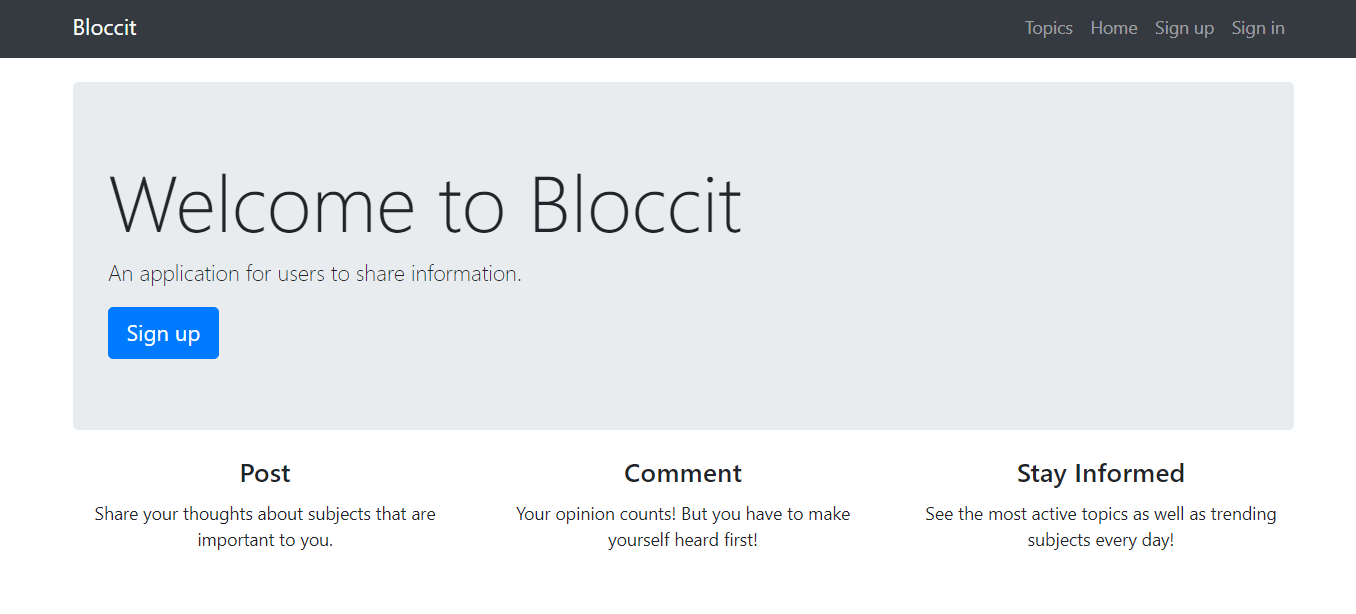 Bloccit
Topics Home Sign up Sign in
Welcome to Bloccit
An application for users to share information.
Sign up
Post
Share your thoughts about subjects that are
important to you.
Comment
Your opinion counts! But you have to make
yourself heard first!
Stay Informed
See the most active topics as well as trending
subjects every day!